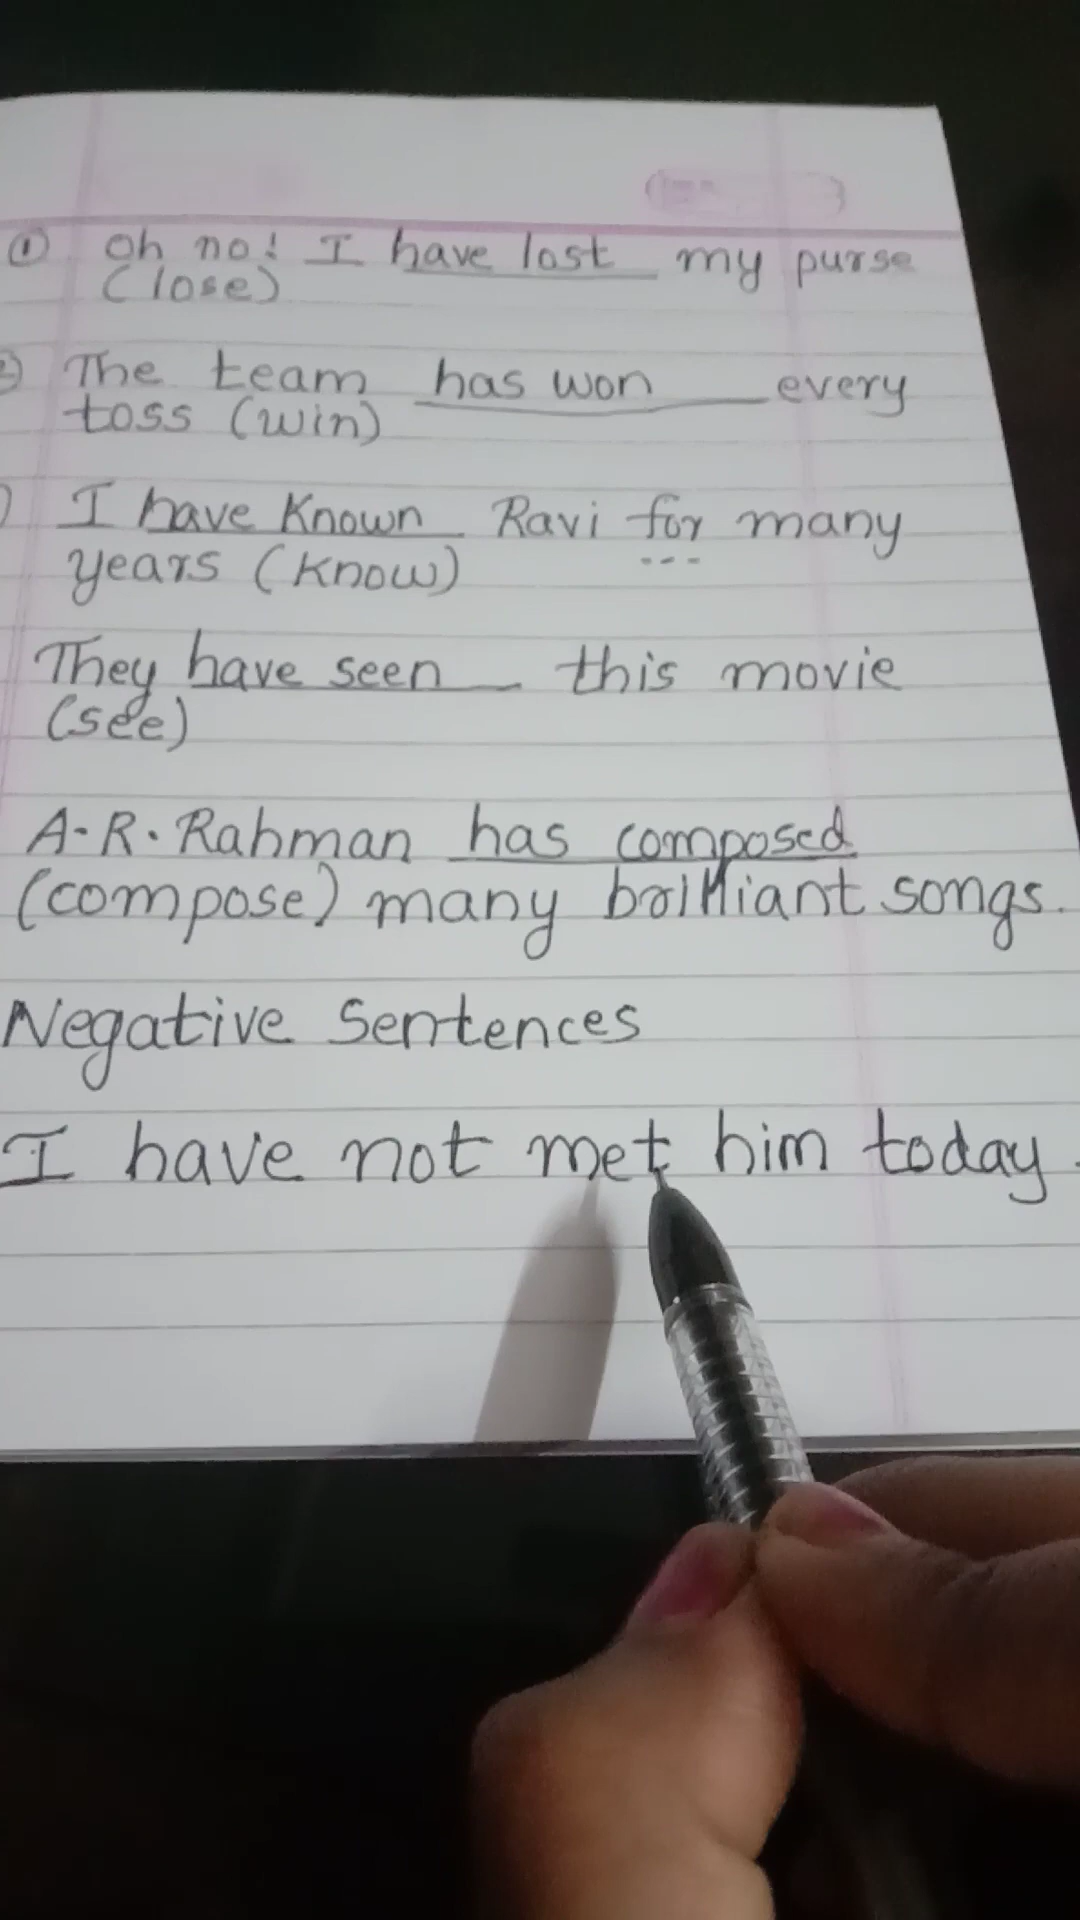 ① Oh no! I have lost my purse
(lose)
The team has won every
toss (win)
I have Known Ravi for many
years (Know)
They have seen this movie
(see)
A.R. Rahman has composed
(compose) many brilliant songs.
Negative Sentences
I have not met him today.